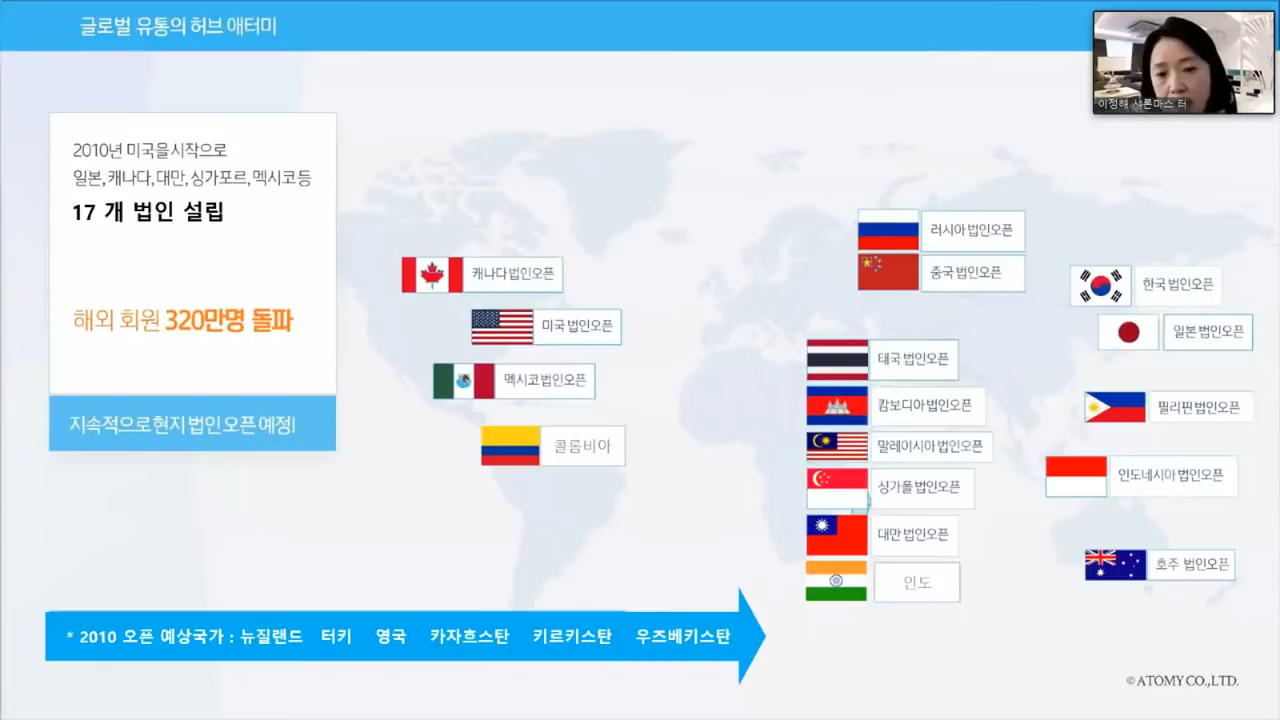 글로벌 유통의 허브 애터미
이정해 샤론마스 터
2010년 미국을시작으로
일본, 캐나다, 대만, 싱가포르, 멕시코 등
17 개 법인 설립
해외 회원 320만명 돌파
지속적으로 현지 법인 오픈 예정!
캐나다 법인오픈
미국 법인오픈
멕시코 법인오픈
콜롬비아
러시아 법인오픈
중국 법인오픈
태국 법인오픈
캄보디아 법인오픈
말레이시아 법인오픈
싱가폴 법인오픈
대만 법인오픈
인도
한국 법인오픈
일본 법인오픈
필리핀 법인오픈
인도네시아 법인오픈
호주 법인오픈
* 2010 오픈 예상국가 : 뉴질랜드 터키 영국 카자흐스탄 키르키스탄 우즈베키스탄
© ATOMY CO.,LTD.